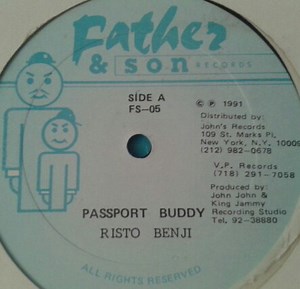 Father
& son RECORDS
SÍDE A
FS-05
© ℗ 1991
Distributed by:
John's Records
109 St. Marks Pl,
New York, N.Y. 10009
(212) 982-0678
V.P. Records
(718) 291-7058
Produced by:
John John &
King Jammy
Recording Studio
Tel, 92-38680
PASSPORT BUDDY
RISTO BENJI
ALL RIGHTS RESERVED